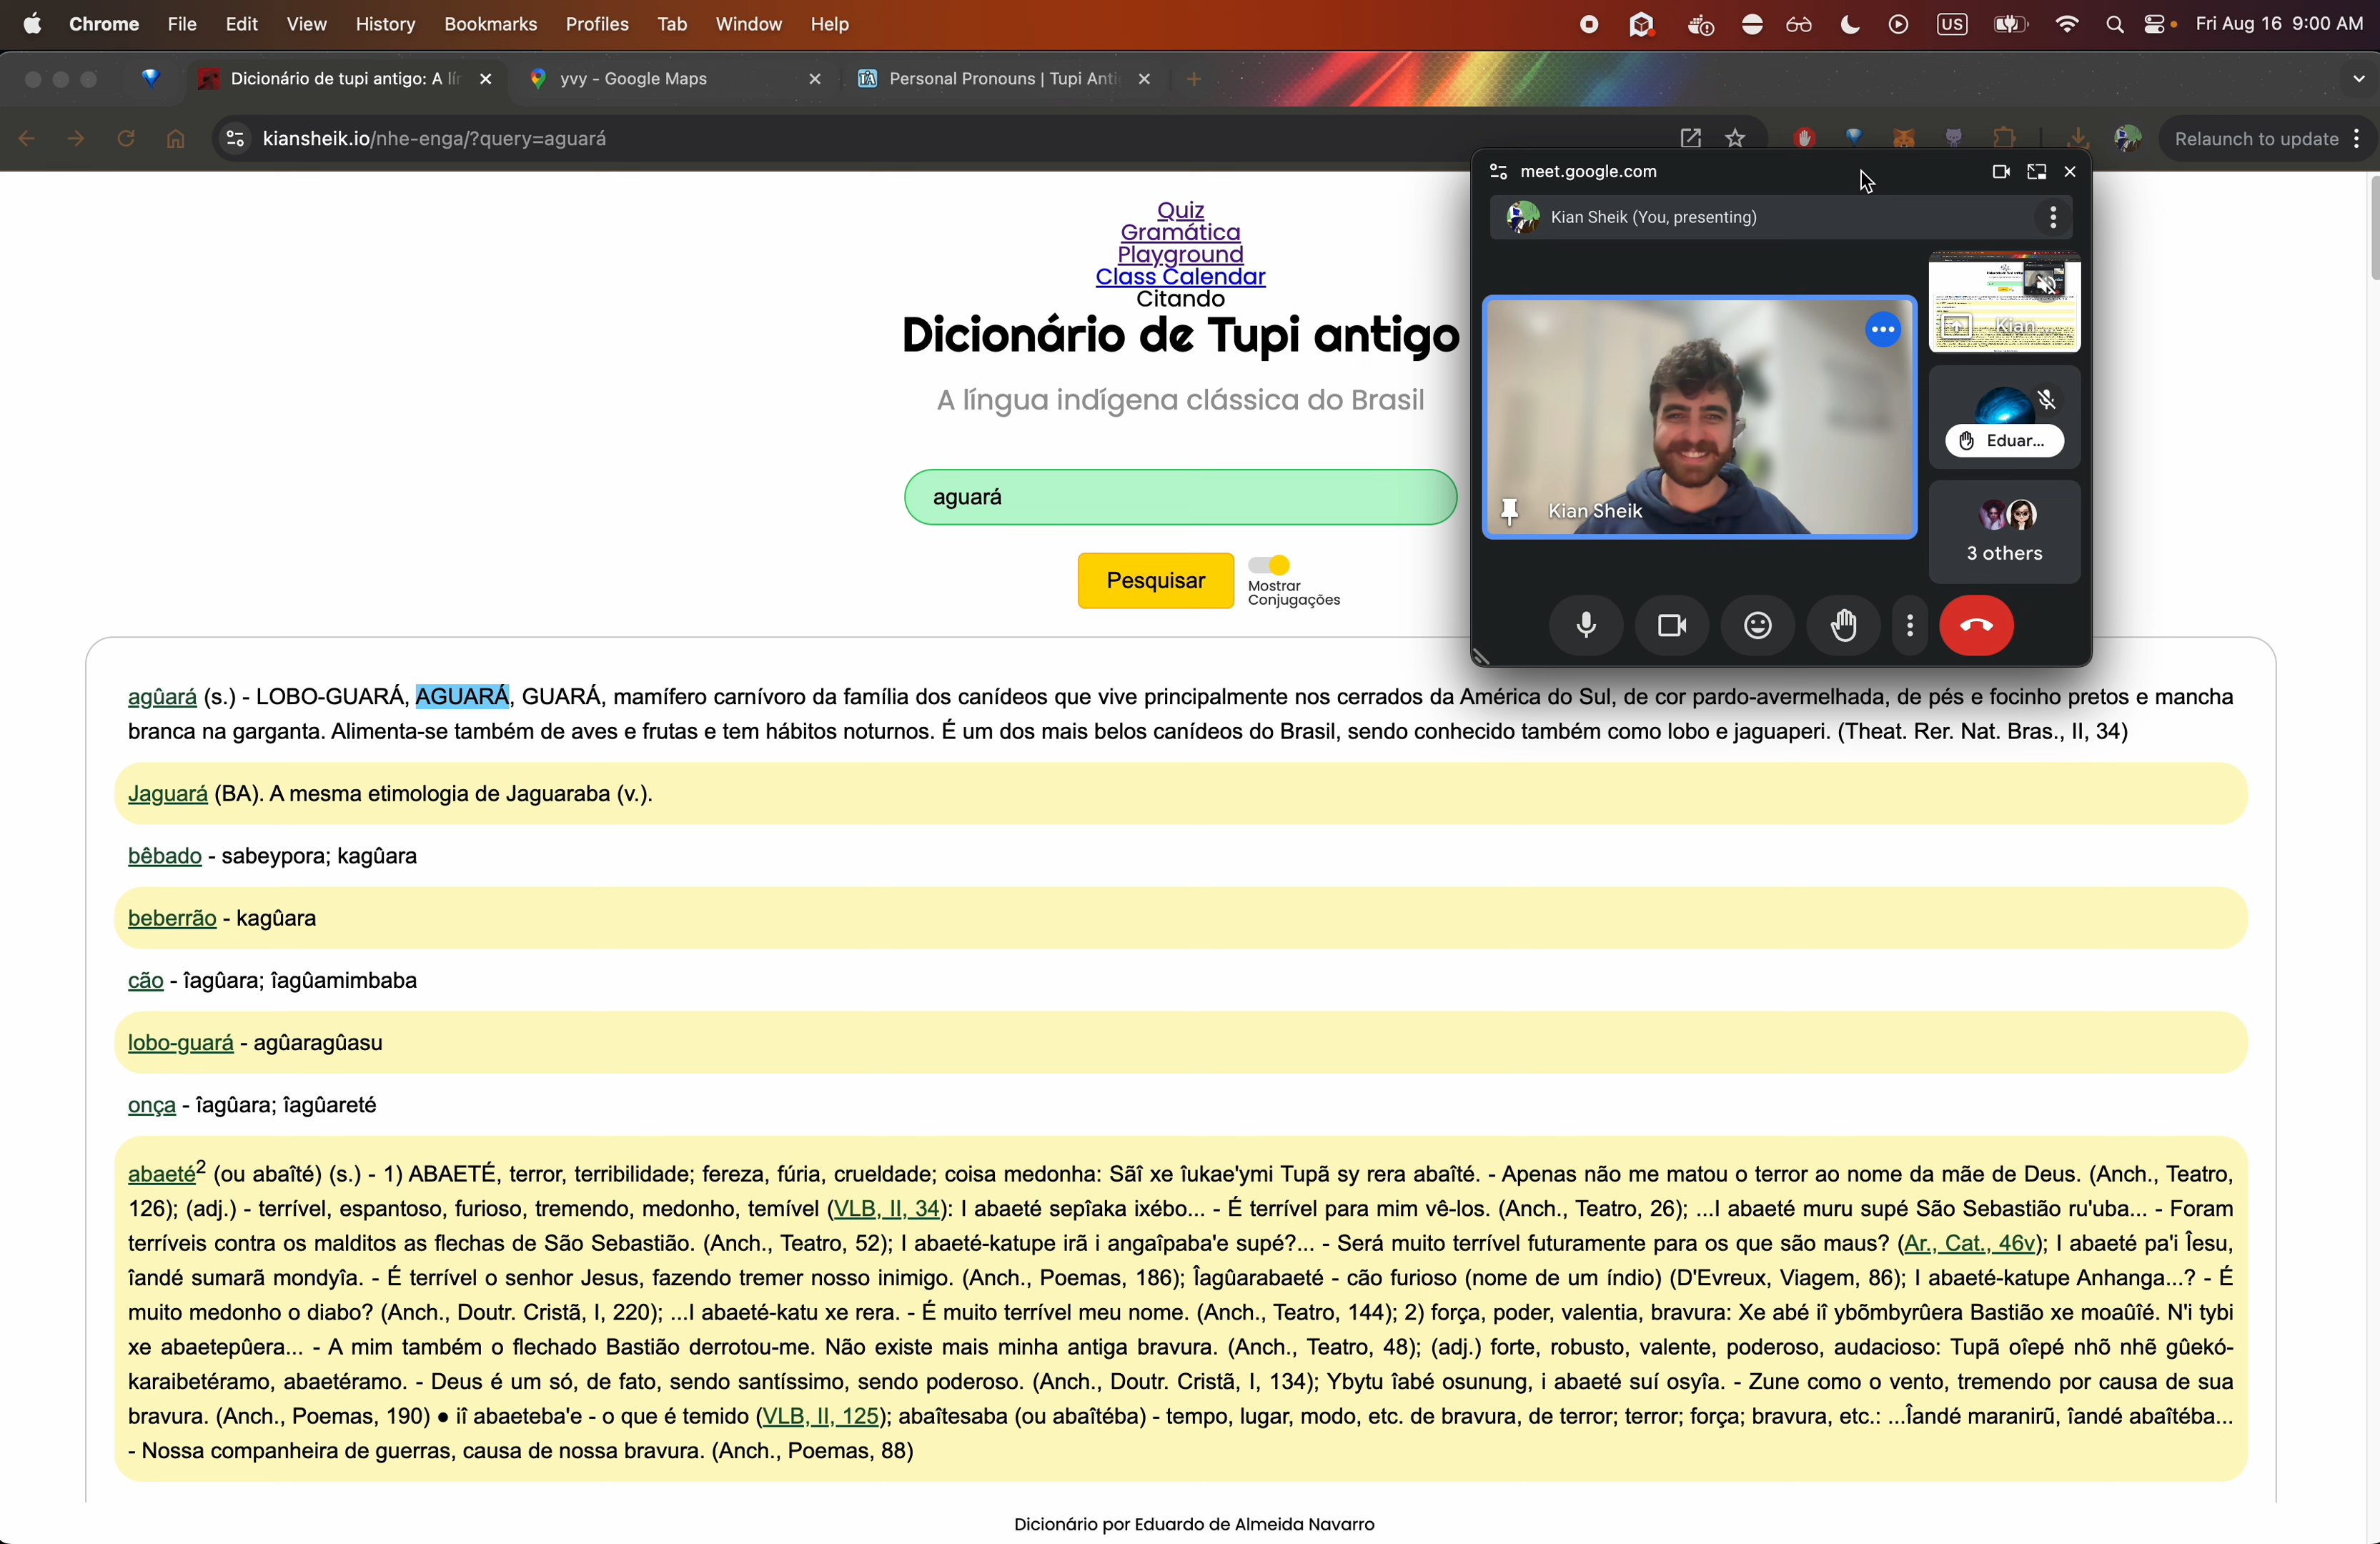 Chrome File Edit View History Bookmarks Profiles Tab Window Help US Fri Aug 16 9:00 AM
Dicionário de tupi antigo: A lín yvy - Google Maps Personal Pronouns | Tupi Anti
kiansheik.io/nhe-enga/?query=aguará Relaunch to update
meet.google.com
Kian Sheik (You, presenting)
Kian...
Eduar...
3 others
Kian Sheik
Quiz
Gramática
Playground
Class Calendar
Citando
Dicionário de Tupi antigo
A língua indígena clássica do Brasil
aguará
Pesquisar
Mostrar
Conjugações
agûará (s.) - LOBO-GUARÁ, AGUARÁ, GUARÁ, mamífero carnívoro da família dos canídeos que vive principalmente nos cerrados da América do Sul, de cor pardo-avermelhada, de pés e focinho pretos e mancha
branca na garganta. Alimenta-se também de aves e frutas e tem hábitos noturnos. É um dos mais belos canídeos do Brasil, sendo conhecido também como lobo e jaguaperi. (Theat. Rer. Nat. Bras., II, 34)
Jaguará (BA). A mesma etimologia de Jaguaraba (v.).
bêbado - sabeypora; kagûara
beberrão - kagûara
cão - îagûara; îagûamimbaba
lobo-guará - agûaragûasu
onça - îagûara; îagûareté
abaeté2 (ou abaîté) (s.) - 1) ABAETÉ, terror, terribilidade; fereza, fúria, crueldade; coisa medonha: Sãî xe îukae'ymi Tupã sy rera abaîté. - Apenas não me matou o terror ao nome da mãe de Deus. (Anch., Teatro,
126); (adj.) - terrível, espantoso, furioso, tremendo, medonho, temível (VLB, II, 34): I abaeté sepîaka ixébo... - É terrível para mim vê-los. (Anch., Teatro, 26); ...I abaeté muru supé São Sebastião ru'uba... - Foram
terríveis contra os malditos as flechas de São Sebastião. (Anch., Teatro, 52); I abaeté-katupe irã i angaîpaba'e supé?... - Será muito terrível futuramente para os que são maus? (Ar., Cat., 46v); I abaeté pa'i Îesu,
îandé sumarã mondyîa. - É terrível o senhor Jesus, fazendo tremer nosso inimigo. (Anch., Poemas, 186); Îagûarabaeté - cão furioso (nome de um índio) (D'Evreux, Viagem, 86); I abaeté-katupe Anhanga...? - É
muito medonho o diabo? (Anch., Doutr. Cristã, I, 220); ...I abaeté-katu xe rera. - É muito terrível meu nome. (Anch., Teatro, 144); 2) força, poder, valentia, bravura: Xe abé iî ybõmbyrûera Bastião xe moaûîé. N'i tybi
xe abaetepûera... - A mim também o flechado Bastião derrotou-me. Não existe mais minha antiga bravura. (Anch., Teatro, 48); (adj.) forte, robusto, valente, poderoso, audacioso: Tupã oîepé nhõ nhẽ gûekó-
karaibetéramo, abaetéramo. - Deus é um só, de fato, sendo santíssimo, sendo poderoso. (Anch., Doutr. Cristã, I, 134); Ybytu îabé osunung, i abaeté suí osyîa. - Zune como o vento, tremendo por causa de sua
bravura. (Anch., Poemas, 190) ● iî abaeteba'e - o que é temido (VLB, II, 125); abaîtesaba (ou abaîtéba) - tempo, lugar, modo, etc. de bravura, de terror; terror; força; bravura, etc.: ...Îandé maranirũ, îandé abaîtéba...
- Nossa companheira de guerras, causa de nossa bravura. (Anch., Poemas, 88)
Dicionário por Eduardo de Almeida Navarro